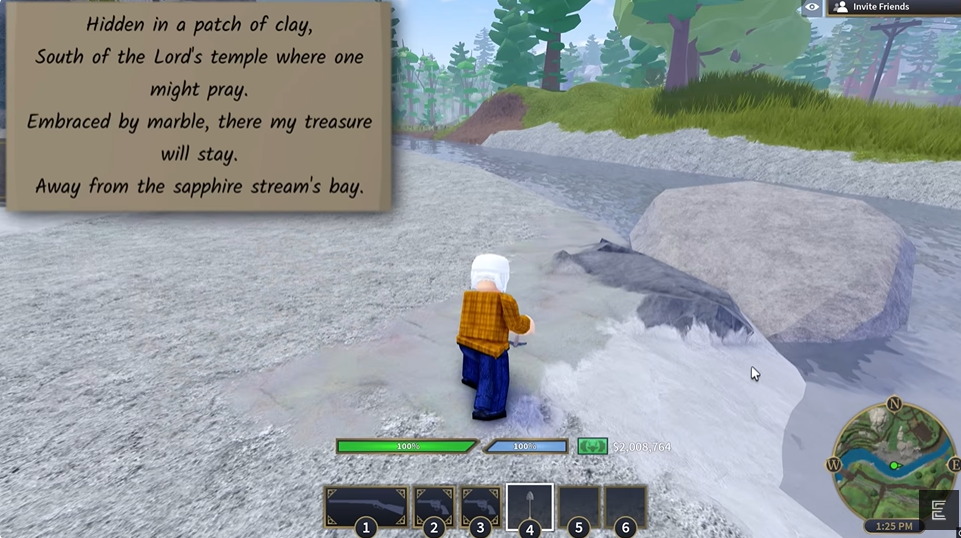 Invite Friends
Hidden in a patch of clay,
South of the Lord's temple where one
might pray.
Embraced by marble, there my treasure
will stay.
Away from the sapphire stream's bay.
N
W
E
100%
100%
$2,008,764
1
2
3
4
5
6
1:25 PM
E